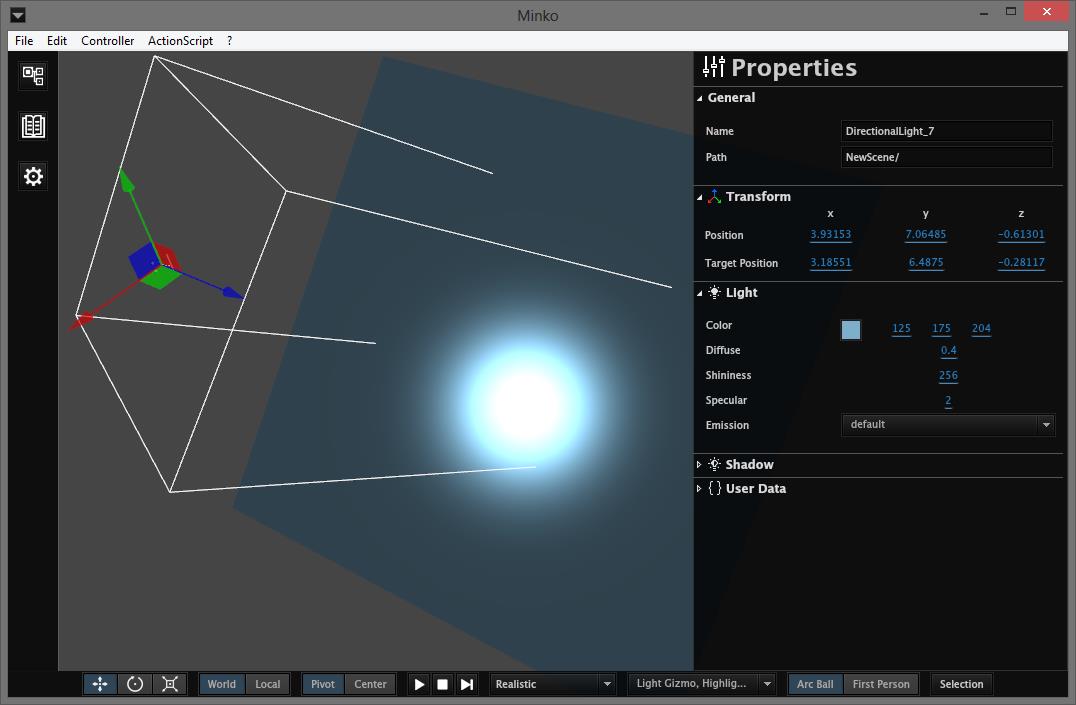 Minko
File Edit Controller ActionScript ?
Properties
General
Name DirectionalLight_7
Path NewScene/
Transform
x y z
Position 3.93153 7.06485 -0.61301
Target Position 3.18551 6.4875 -0.28117
Light
Color 125 175 204
Diffuse 0.4
Shininess 256
Specular 2
Emission default
Shadow
{} User Data
World Local Pivot Center Realistic Light Gizmo, Highlig... Arc Ball First Person Selection